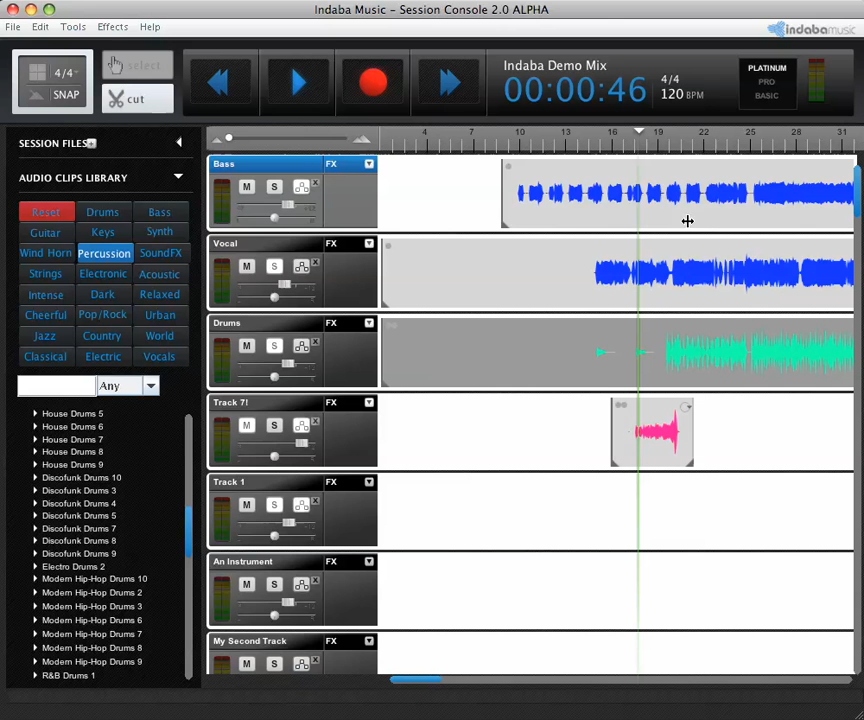 Indaba Music - Session Console 2.0 ALPHA
File Edit Tools Effects Help
indabamusic
4/4
SNAP
select
cut
Indaba Demo Mix
00:00:46
4/4
120 BPM
PLATINUM
PRO
BASIC
SESSION FILES
AUDIO CLIPS LIBRARY
Reset Drums Bass
Guitar Keys Synth
Wind Horn Percussion SoundFX
Strings Electronic Acoustic
Intense Dark Relaxed
Cheerful Pop/Rock Urban
Jazz Country World
Classical Electric Vocals
Any
House Drums 5
House Drums 6
House Drums 7
House Drums 8
House Drums 9
Discofunk Drums 10
Discofunk Drums 3
Discofunk Drums 4
Discofunk Drums 5
Discofunk Drums 7
Discofunk Drums 8
Discofunk Drums 9
Electro Drums 2
Modern Hip-Hop Drums 10
Modern Hip-Hop Drums 2
Modern Hip-Hop Drums 3
Modern Hip-Hop Drums 6
Modern Hip-Hop Drums 7
Modern Hip-Hop Drums 8
Modern Hip-Hop Drums 9
R&B Drums 1
4 7 10 13 16 19 22 25 28 31
Bass FX
M S X
Vocal FX
M S X
Drums FX
M S X
Track 7! FX
M S X
Track 1 FX
M S X
An Instrument FX
M S X
My Second Track FX
M S X